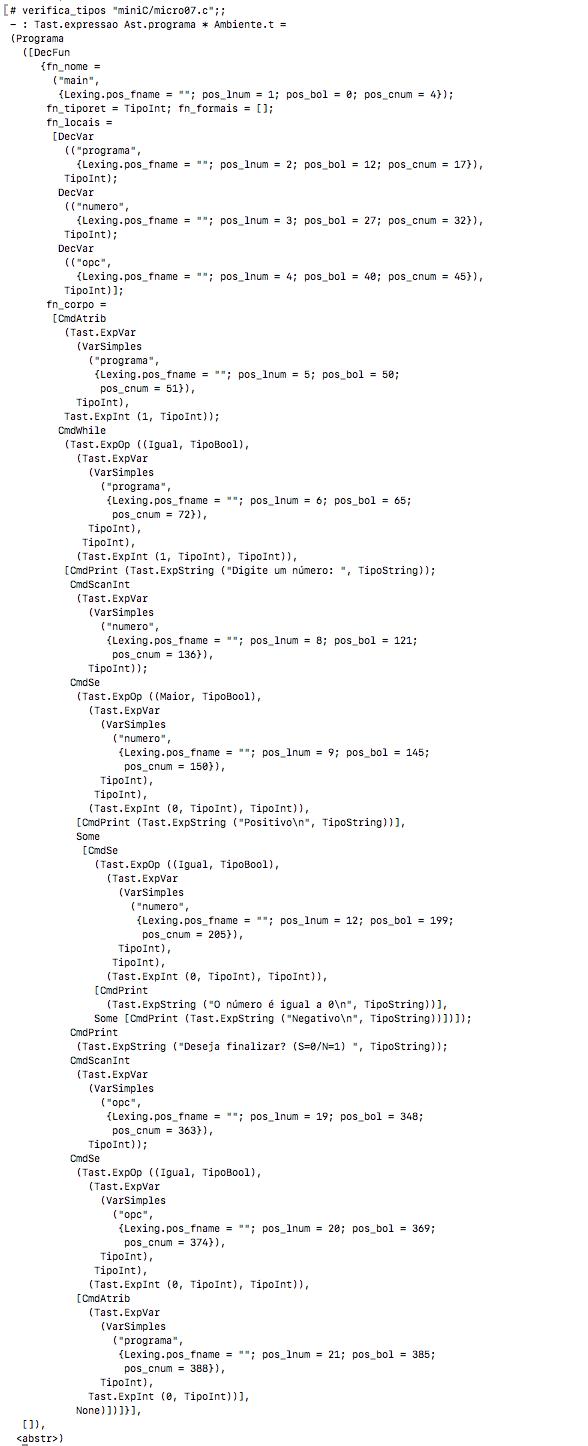 [# verifica_tipos "miniC/micro07.c";;
- : Tast.expressao Ast.programa * Ambiente.t =
(Programa
([DecFun
{fn_nome =
("main",
{Lexing.pos_fname = ""; pos_lnum = 1; pos_bol = 0; pos_cnum = 4});
fn_tiporet = TipoInt; fn_formais = [];
fn_locais =
[DecVar
(("programa",
{Lexing.pos_fname = ""; pos_lnum = 2; pos_bol = 12; pos_cnum = 17}),
TipoInt);
DecVar
(("numero",
{Lexing.pos_fname = ""; pos_lnum = 3; pos_bol = 27; pos_cnum = 32}),
TipoInt);
DecVar
(("opc",
{Lexing.pos_fname = ""; pos_lnum = 4; pos_bol = 40; pos_cnum = 45}),
TipoInt)];
fn_corpo =
[CmdAtrib
(Tast.ExpVar
(VarSimples
("programa",
{Lexing.pos_fname = ""; pos_lnum = 5; pos_bol = 50;
pos_cnum = 51}),
TipoInt),
Tast.ExpInt (1, TipoInt));
CmdWhile
(Tast.ExpOp ((Igual, TipoBool),
(Tast.ExpVar
(VarSimples
("programa",
{Lexing.pos_fname = ""; pos_lnum = 6; pos_bol = 65;
pos_cnum = 72}),
TipoInt),
TipoInt),
(Tast.ExpInt (1, TipoInt), TipoInt)),
[CmdPrint (Tast.ExpString ("Digite um número: ", TipoString));
CmdScanInt
(Tast.ExpVar
(VarSimples
("numero",
{Lexing.pos_fname = ""; pos_lnum = 8; pos_bol = 121;
pos_cnum = 136}),
TipoInt));
CmdSe
(Tast.ExpOp ((Maior, TipoBool),
(Tast.ExpVar
(VarSimples
("numero",
{Lexing.pos_fname = ""; pos_lnum = 9; pos_bol = 145;
pos_cnum = 150}),
TipoInt),
TipoInt),
(Tast.ExpInt (0, TipoInt), TipoInt)),
[CmdPrint (Tast.ExpString ("Positivo\n", TipoString))],
Some
[CmdSe
(Tast.ExpOp ((Igual, TipoBool),
(Tast.ExpVar
(VarSimples
("numero",
{Lexing.pos_fname = ""; pos_lnum = 12; pos_bol = 199;
pos_cnum = 205}),
TipoInt),
TipoInt),
(Tast.ExpInt (0, TipoInt), TipoInt)),
[CmdPrint
(Tast.ExpString ("O número é igual a 0\n", TipoString))],
Some [CmdPrint (Tast.ExpString ("Negativo\n", TipoString))])]);
CmdPrint
(Tast.ExpString ("Deseja finalizar? (S=0/N=1) ", TipoString));
CmdScanInt
(Tast.ExpVar
(VarSimples
("opc",
{Lexing.pos_fname = ""; pos_lnum = 19; pos_bol = 348;
pos_cnum = 363}),
TipoInt));
CmdSe
(Tast.ExpOp ((Igual, TipoBool),
(Tast.ExpVar
(VarSimples
("opc",
{Lexing.pos_fname = ""; pos_lnum = 20; pos_bol = 369;
pos_cnum = 374}),
TipoInt),
TipoInt),
(Tast.ExpInt (0, TipoInt), TipoInt)),
[CmdAtrib
(Tast.ExpVar
(VarSimples
("programa",
{Lexing.pos_fname = ""; pos_lnum = 21; pos_bol = 385;
pos_cnum = 388}),
TipoInt),
Tast.ExpInt (0, TipoInt))],
None)])]}],
[]),
<abstr>)